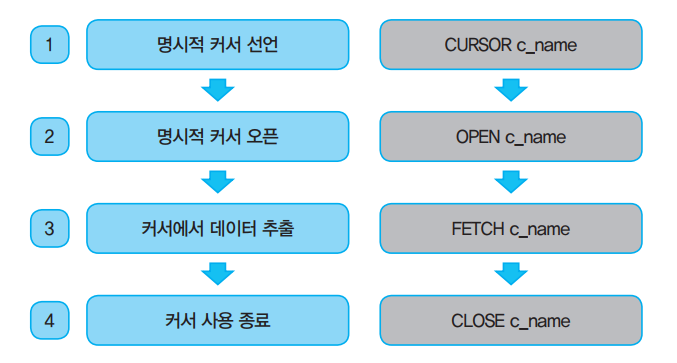 1 명시적 커서 선언 CURSOR c_name
2 명시적 커서 오픈 OPEN c_name
3 커서에서 데이터 추출 FETCH c_name
4 커서 사용 종료 CLOSE c_name